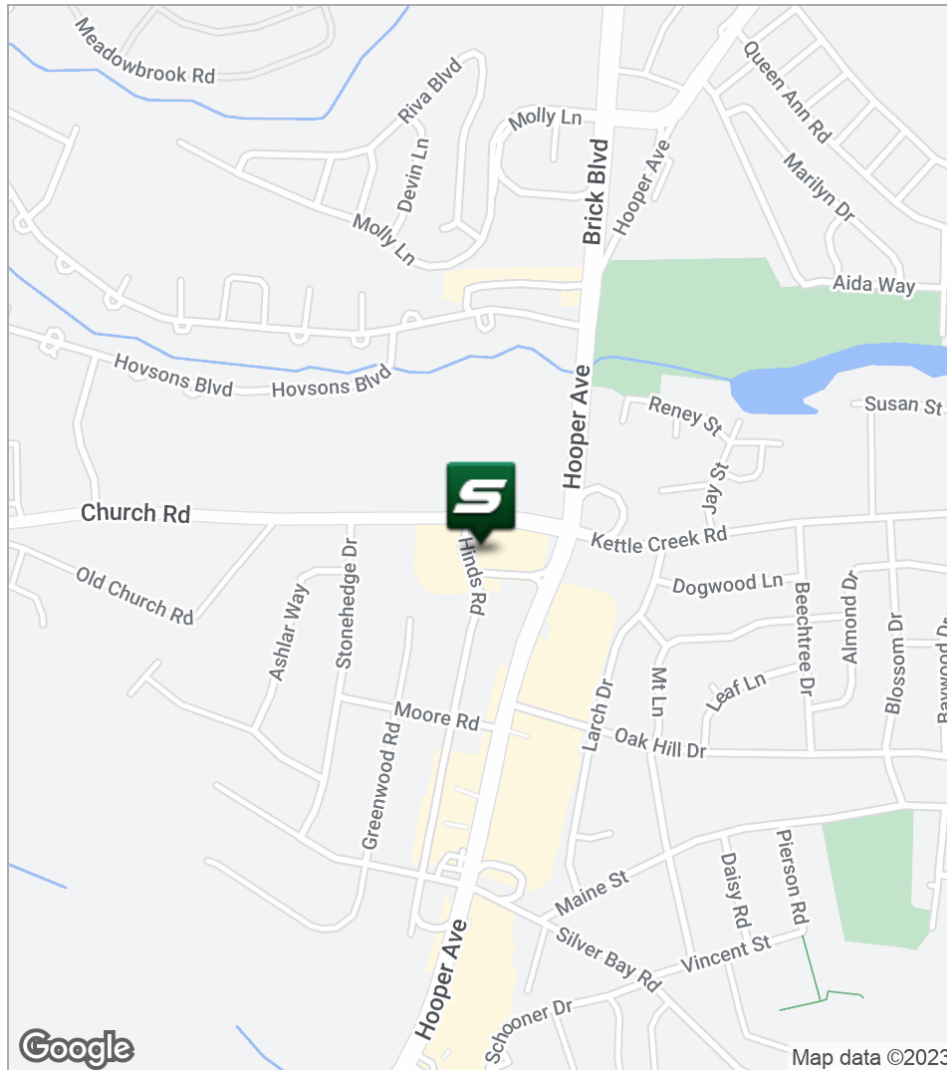 Meadowbrook Rd
Riva Blvd
Molly Ln
Queen Ann Rd
Devin Ln
Brick Blvd
Hooper Ave
Marilyn Dr
Molly Ln
Aida Way
Hovsons Blvd
Hovsons Blvd
Reney St
Susan St
Hooper Ave
Jay St
S
Church Rd
Kettle Creek Rd
Hinds Rd
Old Church Rd
Ashlar Way
Stonehedge Dr
Dogwood Ln
Beechtree Dr
Almond Dr
Blossom Dr
Baywood Dr
Mt Ln
Leaf Ln
Larch Dr
Moore Rd
Oak Hill Dr
Greenwood Rd
Maine St
Daisy Rd
Pierson Rd
Silver Bay Rd
Vincent St
Hooper Ave
Schooner Dr
Google
Map data ©2023